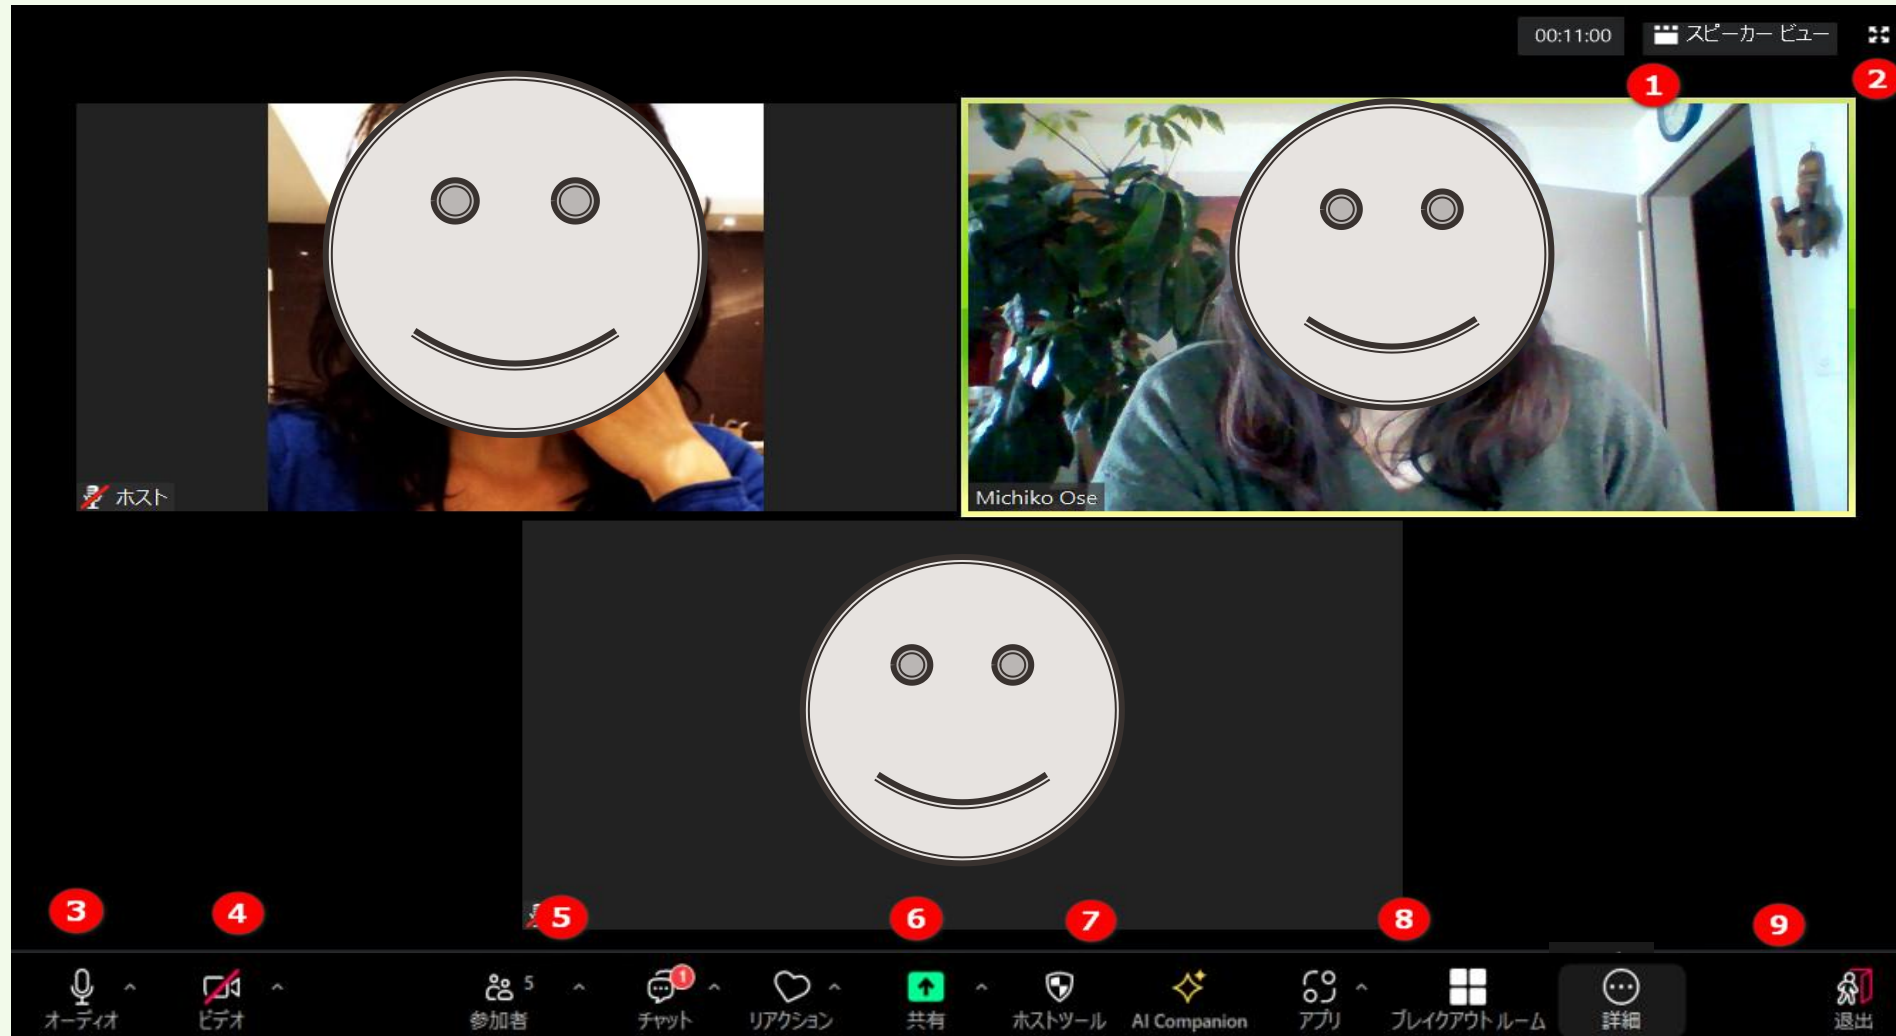 00:11:00 スピーカー ビュー
1
2
ホスト
Michiko Ose
3
4
5
6
7
8
9
5
1
オーディオ
ビデオ
参加者
チャット
リアクション
共有
ホストツール
AI Companion
アプリ
ブレイクアウト ルーム
詳細
退出